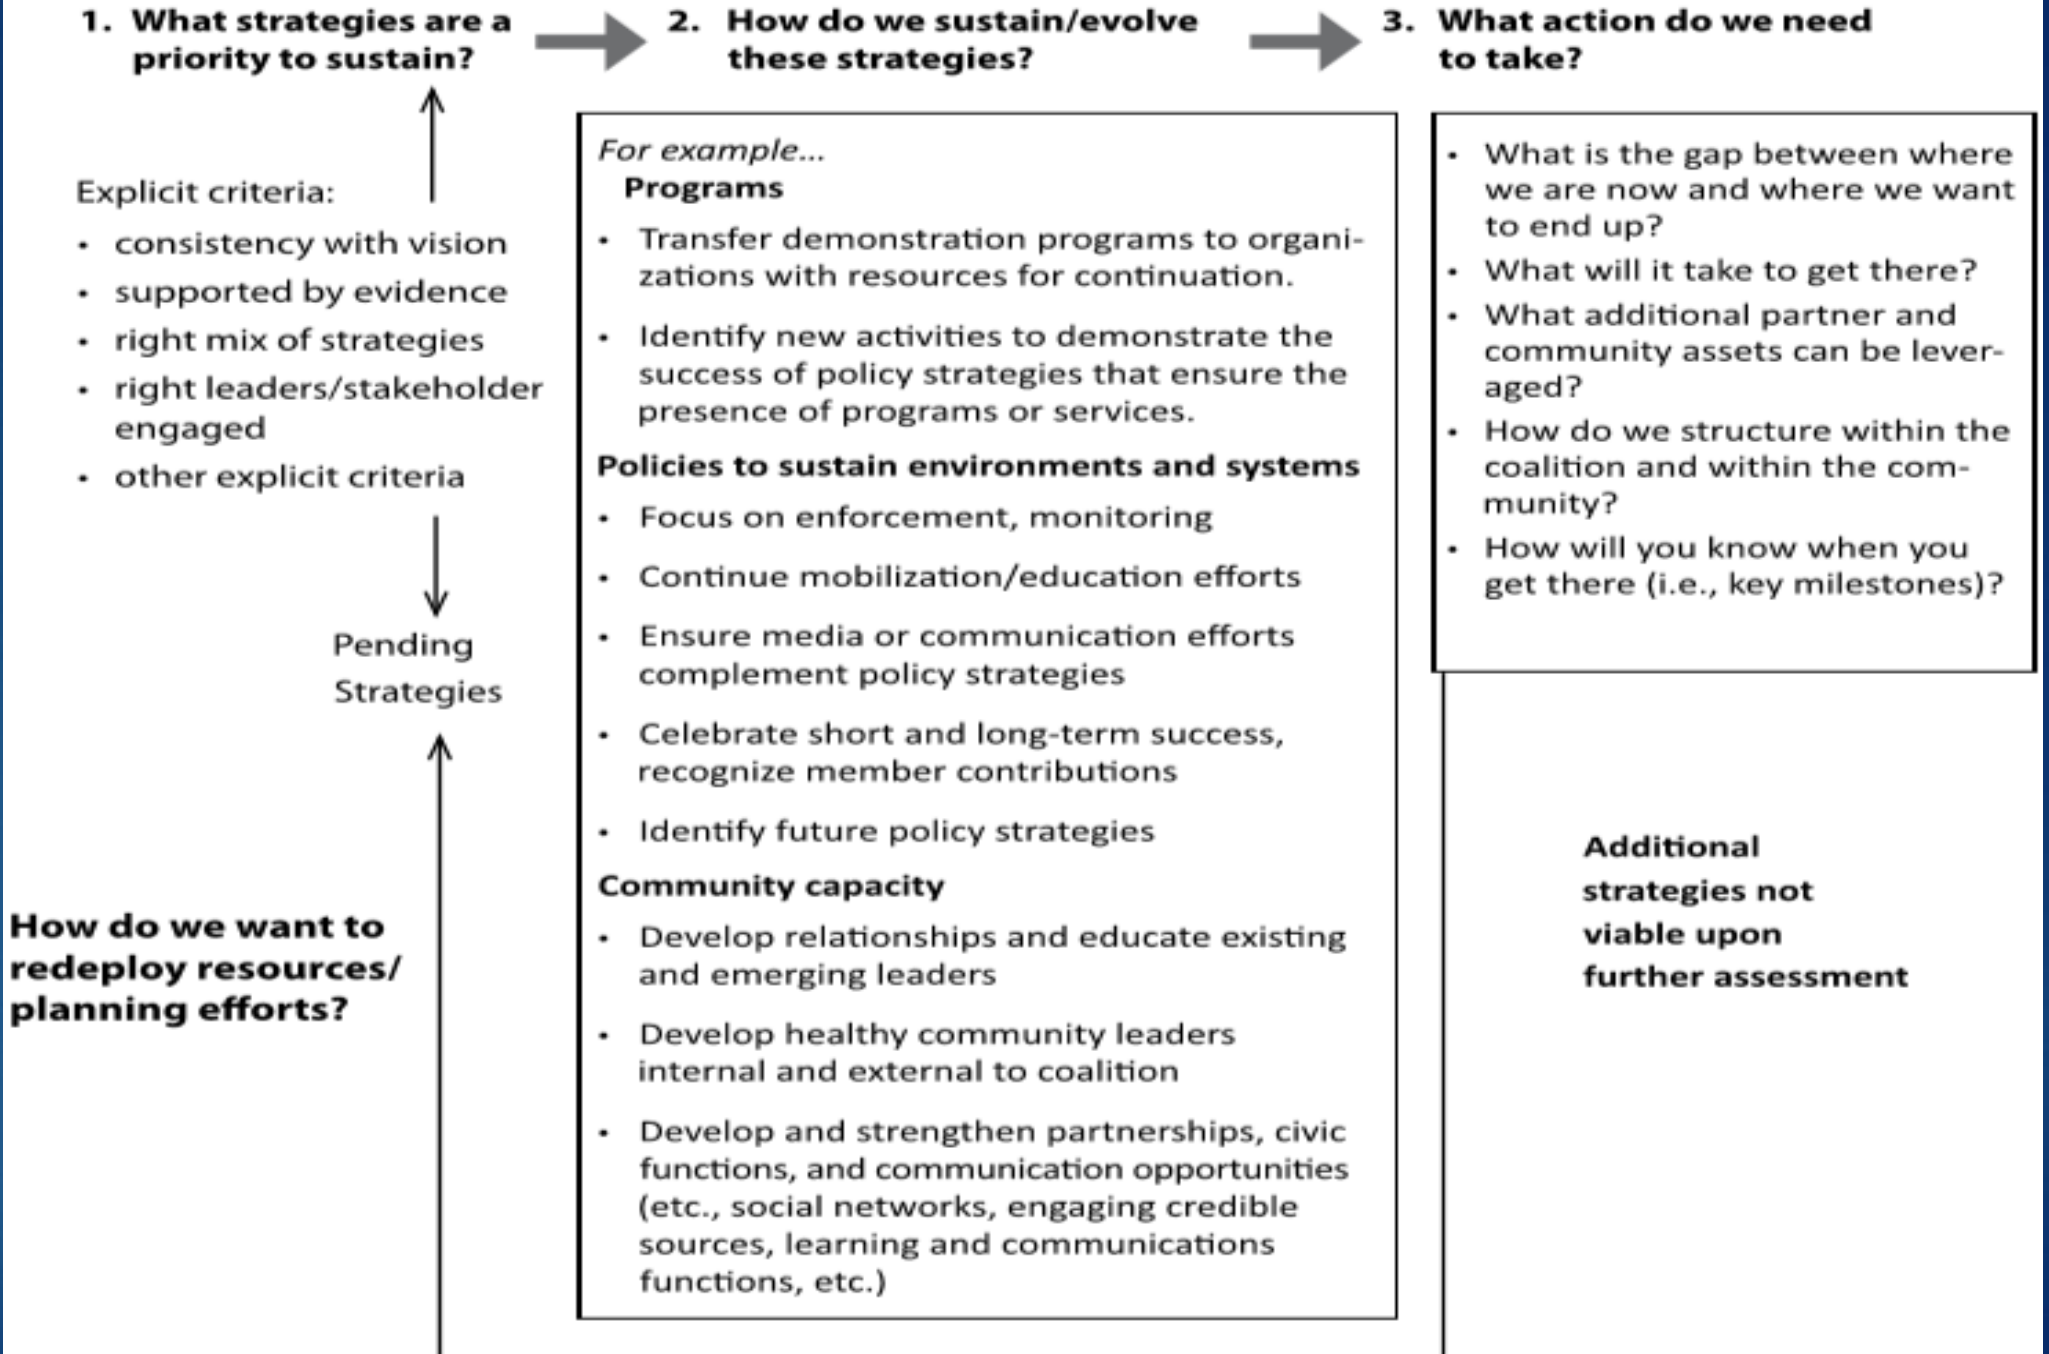 1. What strategies are a
priority to sustain?
2. How do we sustain/evolve
these strategies?
3. What action do we need
to take?
Explicit criteria:
• consistency with vision
• supported by evidence
• right mix of strategies
• right leaders/stakeholder
engaged
• other explicit criteria
Pending
Strategies
How do we want to
redeploy resources/
planning efforts?
For example...
Programs
• Transfer demonstration programs to organi-
zations with resources for continuation.
• Identify new activities to demonstrate the
success of policy strategies that ensure the
presence of programs or services.
Policies to sustain environments and systems
• Focus on enforcement, monitoring
• Continue mobilization/education efforts
• Ensure media or communication efforts
complement policy strategies
• Celebrate short and long-term success,
recognize member contributions
• Identify future policy strategies
Community capacity
• Develop relationships and educate existing
and emerging leaders
• Develop healthy community leaders
internal and external to coalition
• Develop and strengthen partnerships, civic
functions, and communication opportunities
(etc., social networks, engaging credible
sources, learning and communications
functions, etc.)
• What is the gap between where
we are now and where we want
to end up?
• What will it take to get there?
• What additional partner and
community assets can be lever-
aged?
• How do we structure within the
coalition and within the com-
munity?
• How will you know when you
get there (i.e., key milestones)?
Additional
strategies not
viable upon
further assessment